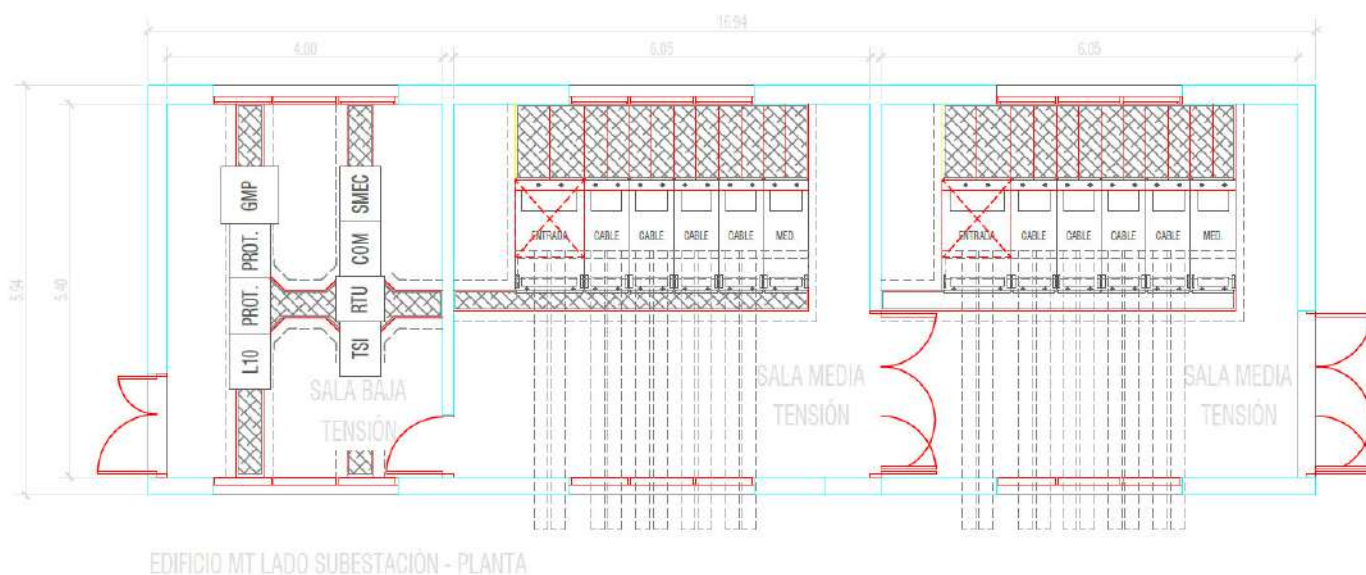 16.94
4.00
6.05
6.05
5.94
5.40
GMP
PROT.
PROT.
L10
SMEC
COM
RTU
TSI
ENTRADA
CABLE
CABLE
CABLE
CABLE
MED.
ENTRADA
CABLE
CABLE
CABLE
CABLE
MED.
SALA BAJA
TENSIÓN
SALA MEDIA
TENSIÓN
SALA MEDIA
TENSIÓN
EDIFICIO MT LADO SUBESTACIÓN - PLANTA